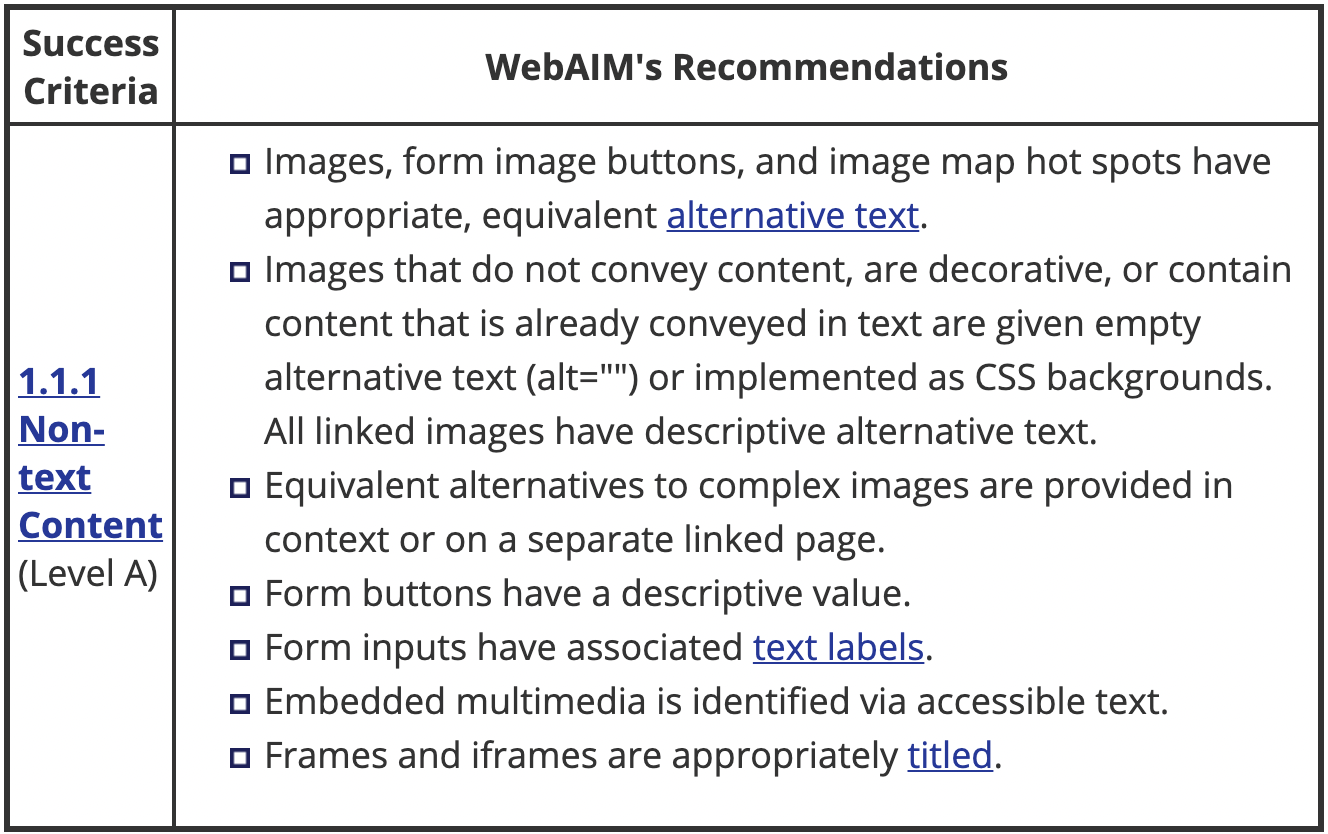 Success
Criteria
WebAIM's Recommendations
1.1.1
Non-
text
Content
(Level A)
Images, form image buttons, and image map hot spots have
appropriate, equivalent alternative text.
Images that do not convey content, are decorative, or contain
content that is already conveyed in text are given empty
alternative text (alt="") or implemented as CSS backgrounds.
All linked images have descriptive alternative text.
Equivalent alternatives to complex images are provided in
context or on a separate linked page.
Form buttons have a descriptive value.
Form inputs have associated text labels.
Embedded multimedia is identified via accessible text.
Frames and iframes are appropriately titled.